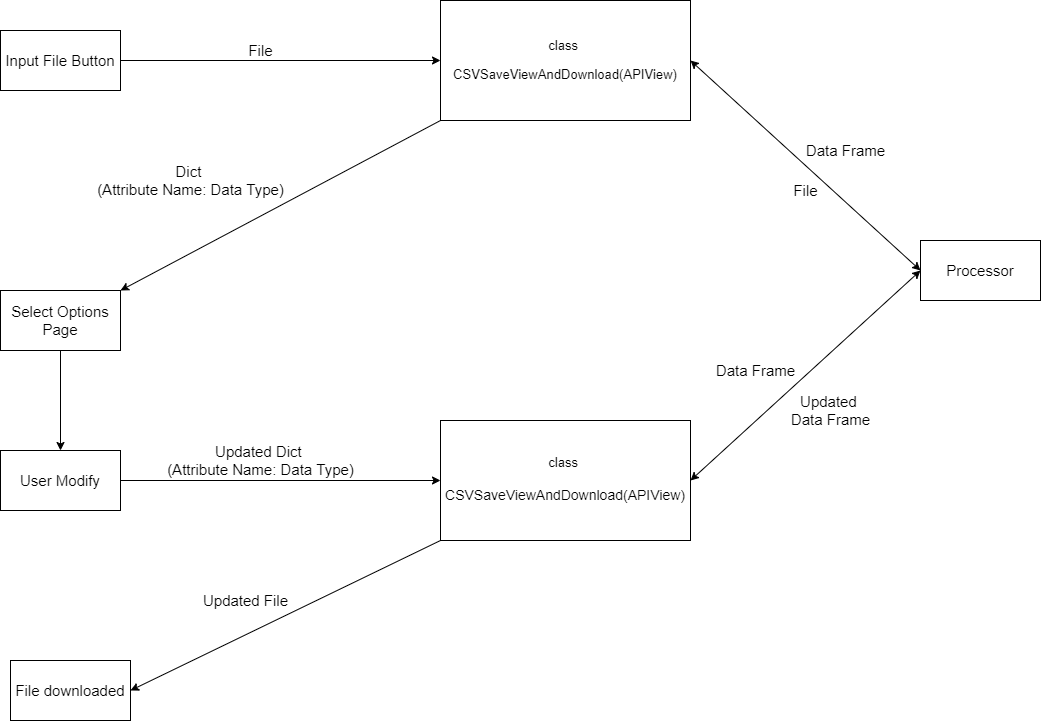 Input File Button
File
class
CSVSaveViewAndDownload(APIView)
Data Frame
File
Dict
(Attribute Name: Data Type)
Processor
Select Options
Page
Data Frame
Updated
Data Frame
User Modify
Updated Dict
(Attribute Name: Data Type)
class
CSVSaveViewAndDownload(APIView)
Updated File
File downloaded